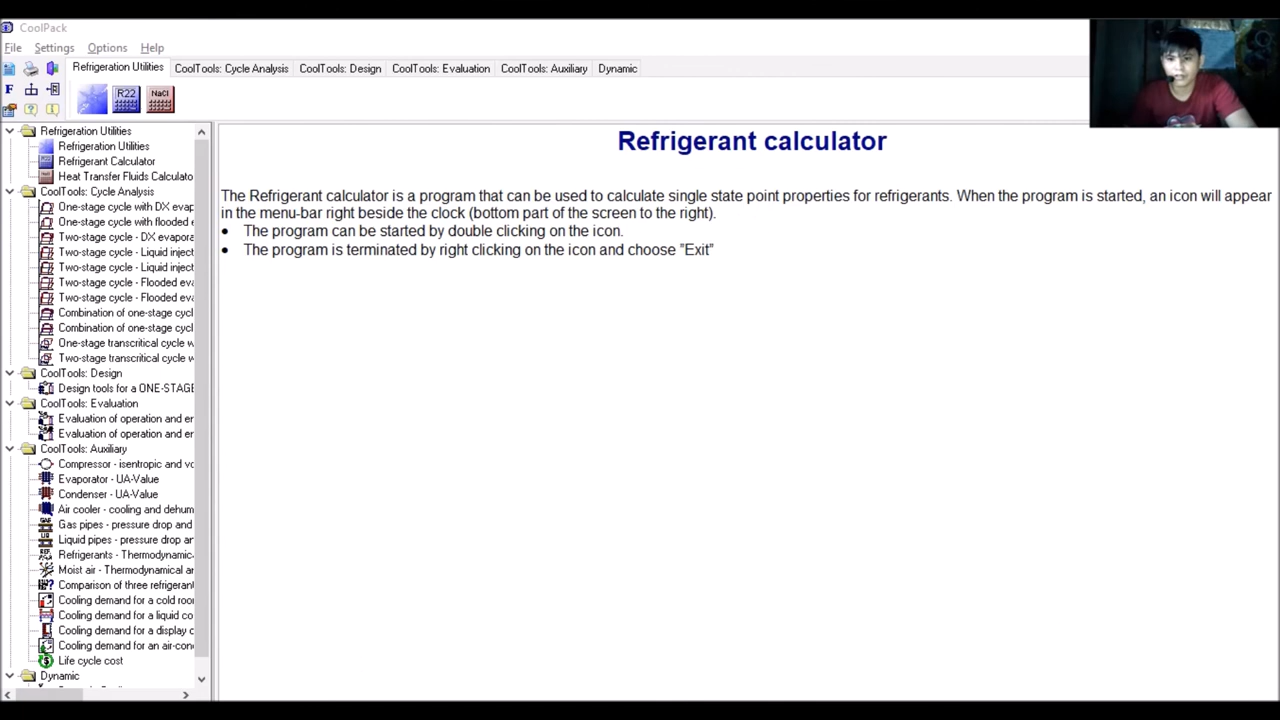 CoolPack
File Settings Options Help
Refrigeration Utilities CoolTools: Cycle Analysis CoolTools: Design CoolTools: Evaluation CoolTools: Auxiliary Dynamic
F R22 NaCl
Refrigeration Utilities
Refrigeration Utilities
Refrigerant Calculator
Heat Transfer Fluids Calculato
CoolTools: Cycle Analysis
One-stage cycle with DX evap
One-stage cycle with flooded e
Two-stage cycle - DX evapora
Two-stage cycle - Liquid inject
Two-stage cycle - Liquid inject
Two-stage cycle - Flooded eva
Two-stage cycle - Flooded eva
Combination of one-stage cycl
Combination of one-stage cycl
One-stage transcritical cycle w
Two-stage transcritical cycle w
CoolTools: Design
Design tools for a ONE-STAGE
CoolTools: Evaluation
Evaluation of operation and en
Evaluation of operation and en
CoolTools: Auxiliary
Compressor - isentropic and vo
Evaporator - UA-Value
Condenser - UA-Value
Air cooler - cooling and dehum
Gas pipes - pressure drop and
Liquid pipes - pressure drop an
Refrigerants - Thermodynamic
Moist air - Thermodynamical an
Comparison of three refrigerant
Cooling demand for a cold room
Cooling demand for a liquid co
Cooling demand for a display c
Cooling demand for an air-cond
Life cycle cost
Dynamic
Refrigerant calculator
The Refrigerant calculator is a program that can be used to calculate single state point properties for refrigerants. When the program is started, an icon will appear
in the menu-bar right beside the clock (bottom part of the screen to the right).
• The program can be started by double clicking on the icon.
• The program is terminated by right clicking on the icon and choose "Exit"